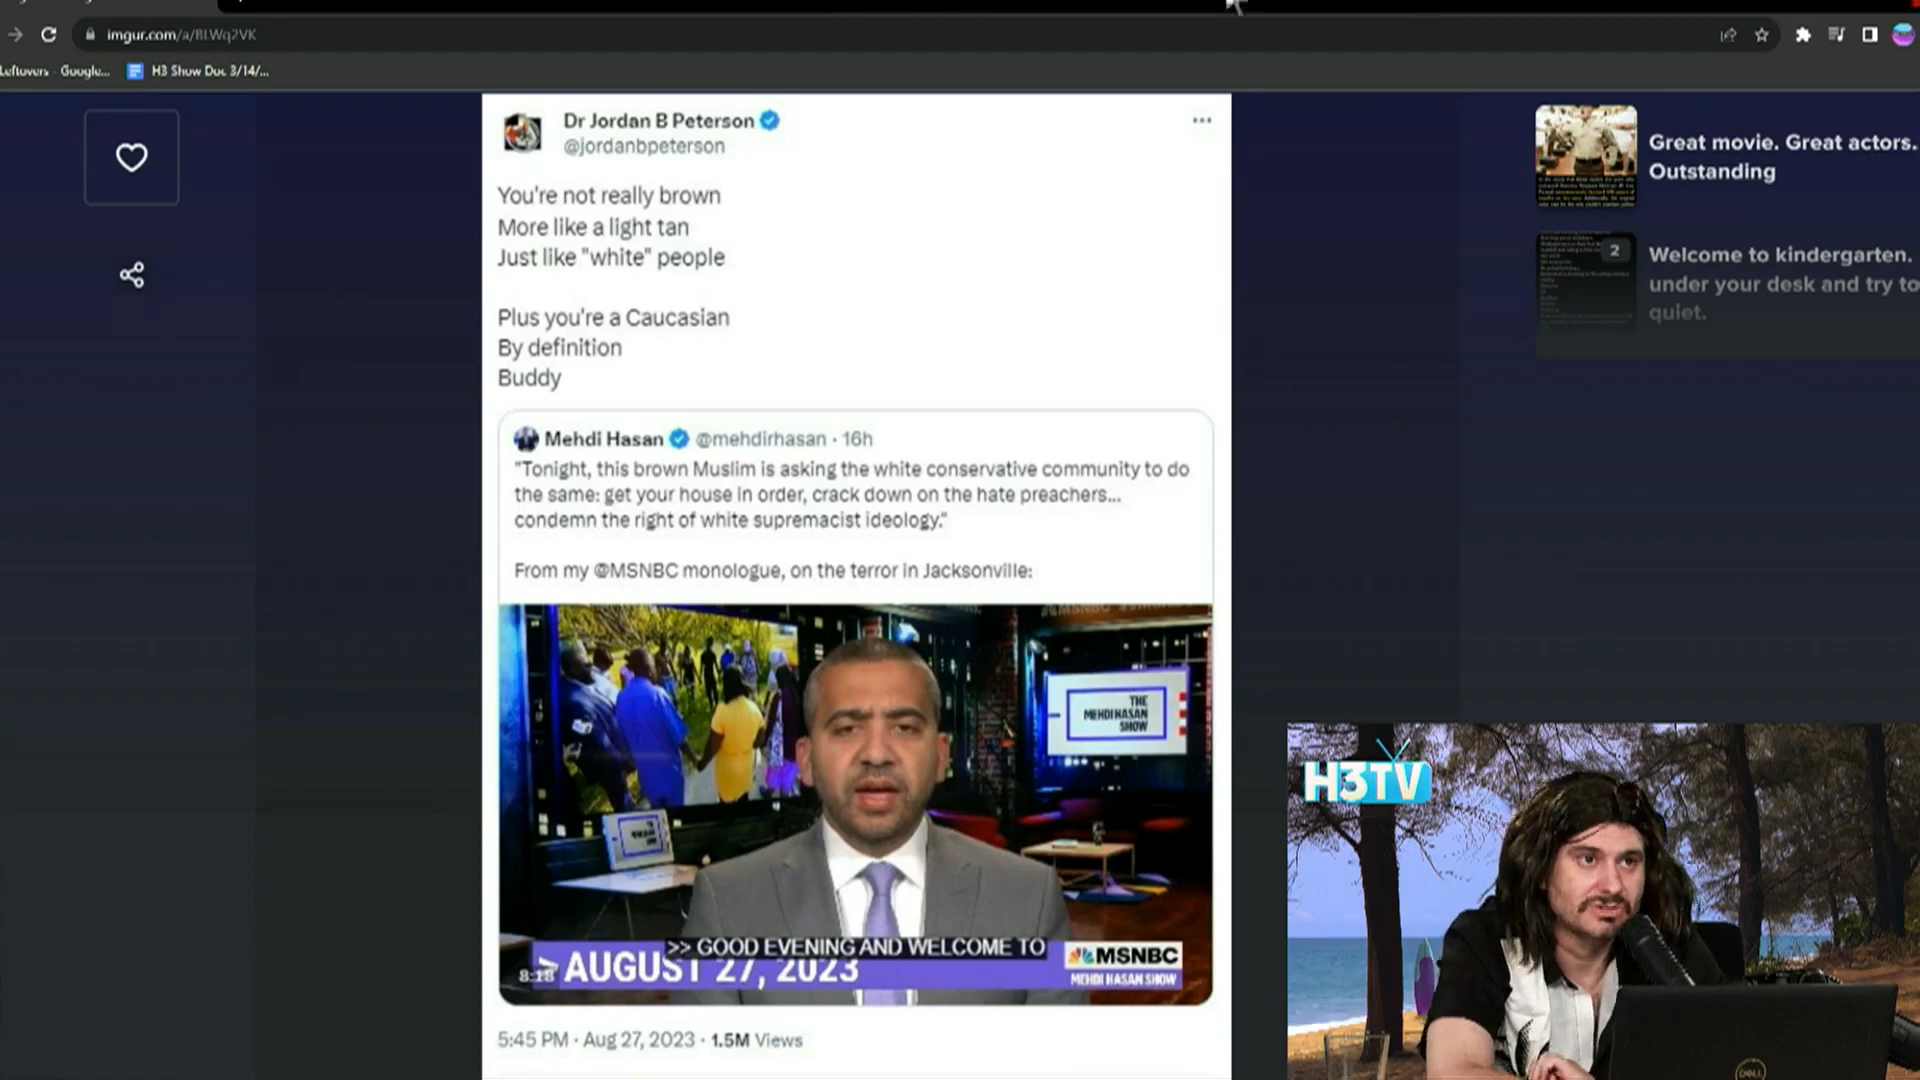 imgur.com/a/BLWq2VK
Leftovers - Google...
H3 Show Doc 3/14/...
Dr Jordan B Peterson
@jordanbpeterson
You're not really brown
More like a light tan
Just like "white" people
Plus you're a Caucasian
By definition
Buddy
Mehdi Hasan @mehdirhasan · 16h
"Tonight, this brown Muslim is asking the white conservative community to do
the same: get your house in order, crack down on the hate preachers...
condemn the right of white supremacist ideology."
From my @MSNBC monologue, on the terror in Jacksonville:
@MSNBC
THE
MEHDI HASAN
SHOW
>> GOOD EVENING AND WELCOME TO
8:18
AUGUST 27, 2023
MSNBC
MEHDI HASAN SHOW
5:45 PM · Aug 27, 2023 · 1.5M Views
Great movie. Great actors.
Outstanding
2
Welcome to kindergarten.
under your desk and try to
quiet.
H3TV
DELL